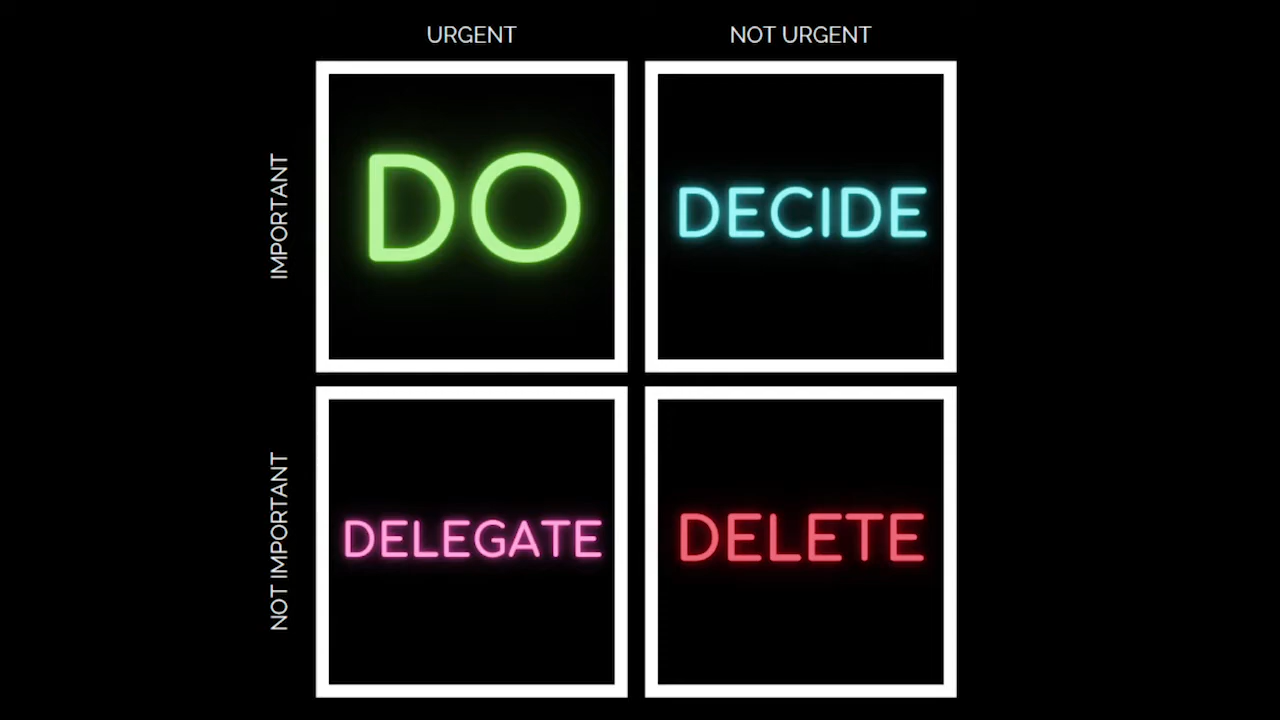 URGENT
NOT URGENT
IMPORTANT
DO
DECIDE
NOT IMPORTANT
DELEGATE
DELETE